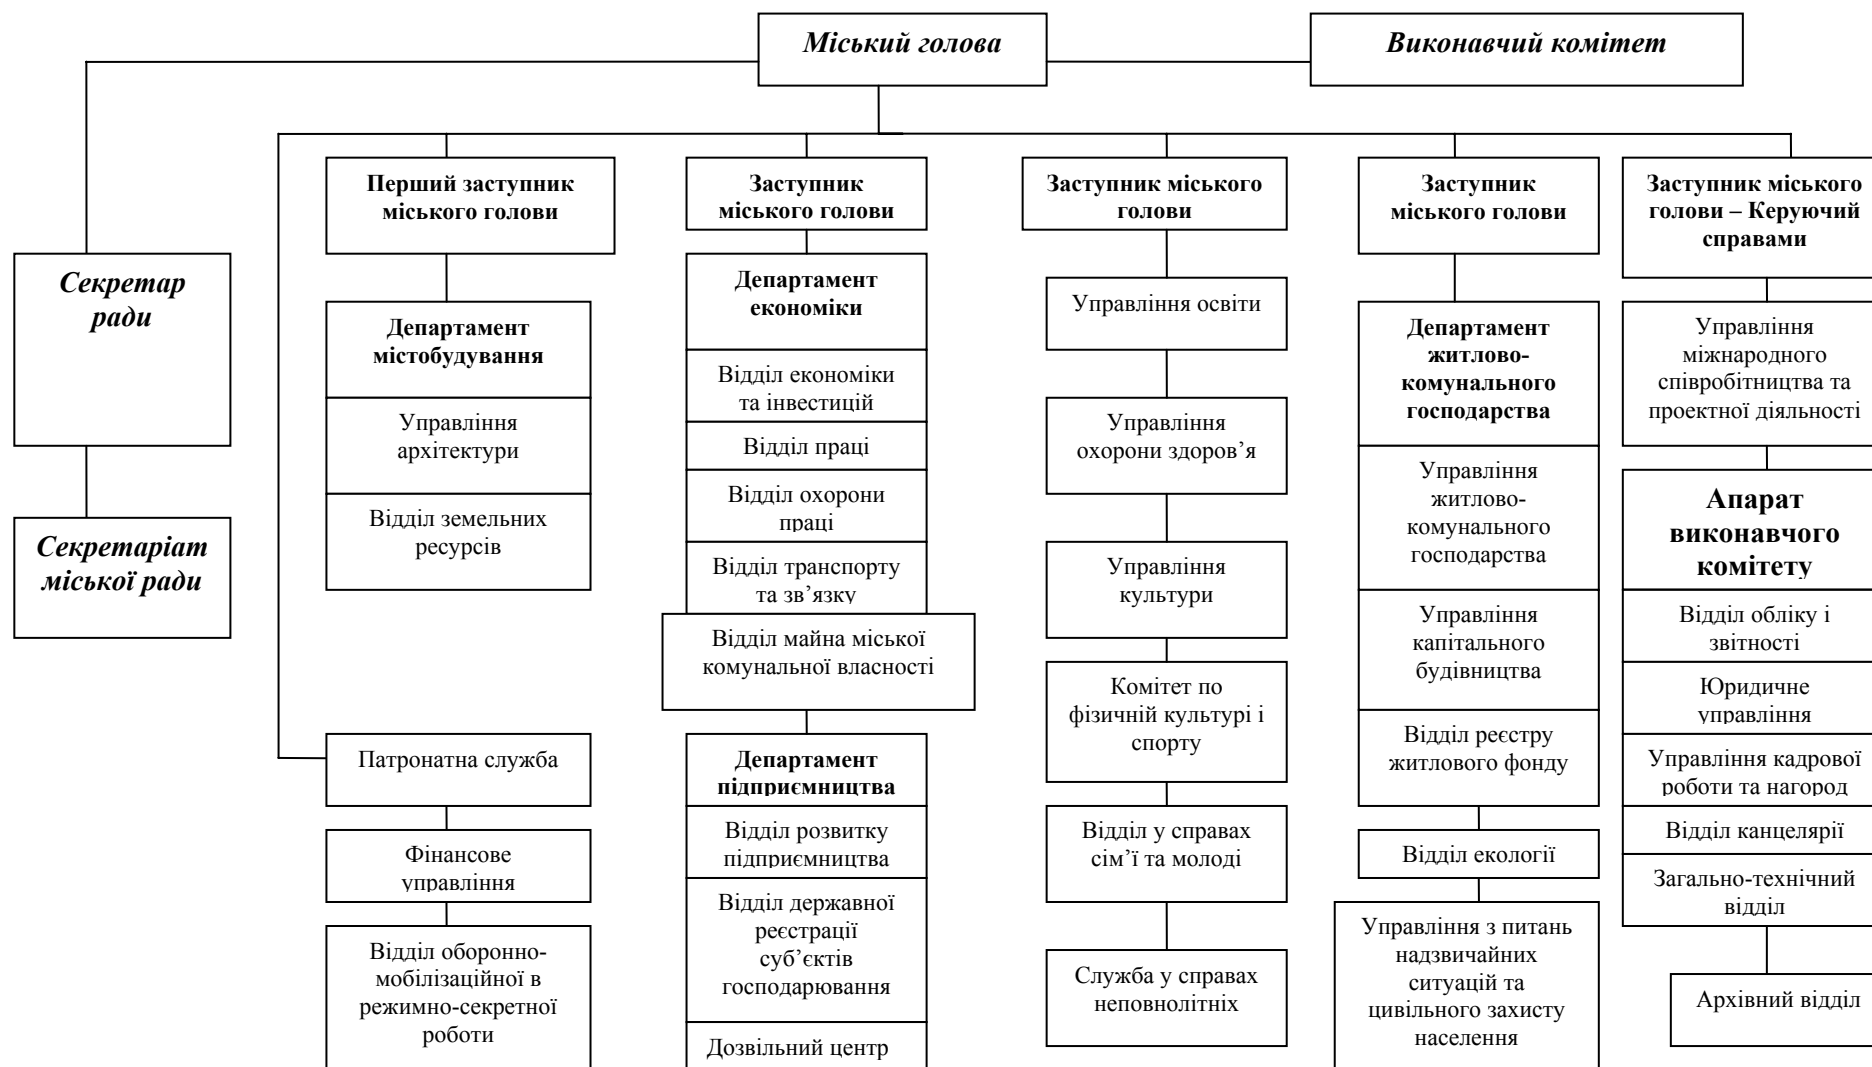 Міський голова
Виконавчий комітет
Секретар
ради
Секретаріат
міської ради
Перший заступник
міського голови
Департамент
містобудування
Управління
архітектури
Відділ земельних
ресурсів
Патронатна служба
Фінансове
управління
Відділ оборонно-
мобілізаційної в
режимно-секретної
роботи
Заступник
міського голови
Департамент
економіки
Відділ економіки
та інвестицій
Відділ праці
Відділ охорони
праці
Відділ транспорту
та зв’язку
Відділ майна міської
комунальної власності
Департамент
підприємництва
Відділ розвитку
підприємництва
Відділ державної
реєстрації
суб’єктів
господарювання
Дозвільний центр
Заступник міського
голови
Управління освіти
Управління
охорони здоров’я
Управління
культури
Комітет по
фізичній культурі і
спорту
Відділ у справах
сім’ї та молоді
Служба у справах
неповнолітніх
Заступник
міського голови
Департамент
житлово-
комунального
господарства
Управління
житлово-
комунального
господарства
Управління
капітального
будівництва
Відділ реєстру
житлового фонду
Відділ екології
Управління з питань
надзвичайних
ситуацій та
цивільного захисту
населення
Заступник міського
голови – Керуючий
справами
Управління
міжнародного
співробітництва та
проектної діяльності
Апарат
виконавчого
комітету
Відділ обліку і
звітності
Юридичне
управління
Управління кадрової
роботи та нагород
Відділ канцелярії
Загально-технічний
відділ
Архівний відділ